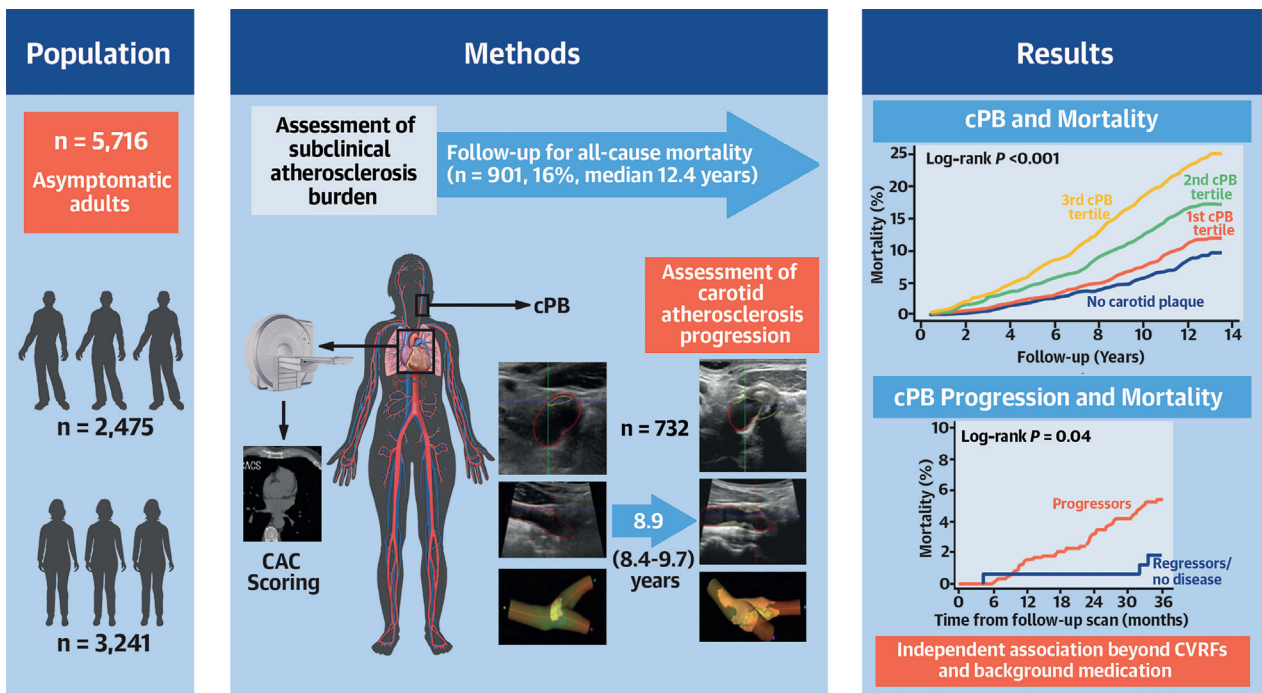 Population
n = 5,716
Asymptomatic
adults
n = 2,475
n = 3,241
Methods
Assessment of
subclinical
atherosclerosis
burden
Follow-up for all-cause mortality
(n = 901, 16%, median 12.4 years)
cPB
CACS
CAC
Scoring
Assessment of
carotid
atherosclerosis
progression
n = 732
8.9
(8.4-9.7)
years
Results
cPB and Mortality
Log-rank P <0.001
Mortality (%)
25
20
15
10
5
0
3rd cPB
tertile
2nd cPB
tertile
1st cPB
tertile
No carotid plaque
0 2 4 6 8 10 12 14
Follow-up (Years)
cPB Progression and Mortality
Log-rank P = 0.04
Mortality (%)
10
8
6
4
2
0
Progressors
Regressors/
no disease
0 6 12 18 24 30 36
Time from follow-up scan (months)
Independent association beyond CVRFs
and background medication